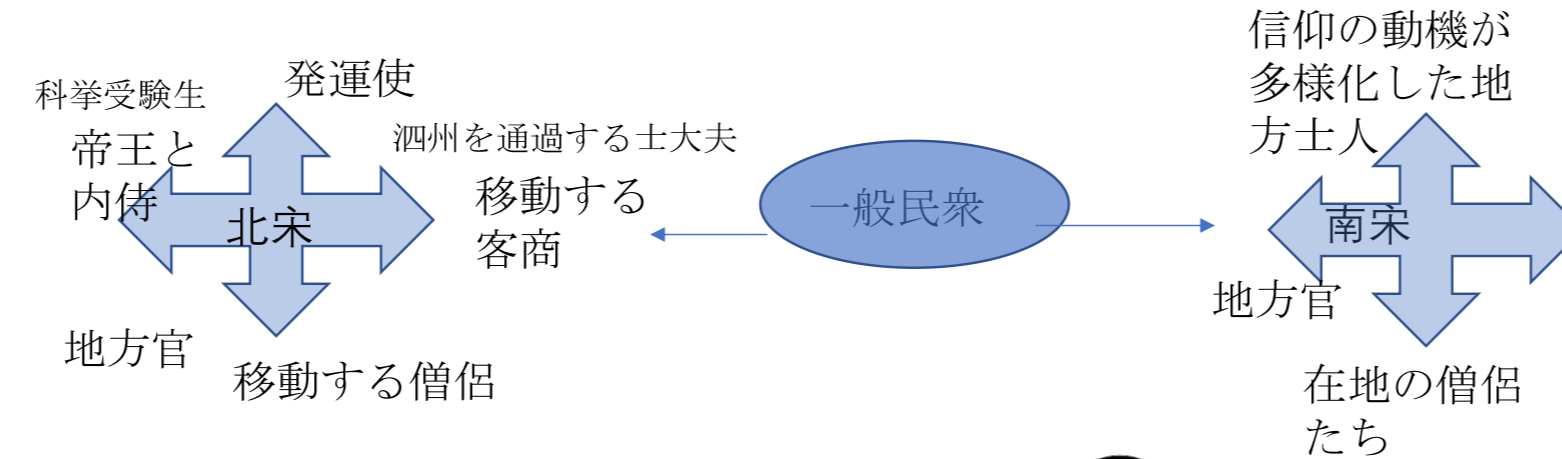 科挙受験生
発運使
帝王と
内侍
泗州を通過する士大夫
移動する
客商
北宋
地方官
移動する僧侶
一般民衆
信仰の動機が
多様化した地
方士人
南宋
地方官
在地の僧侶
たち